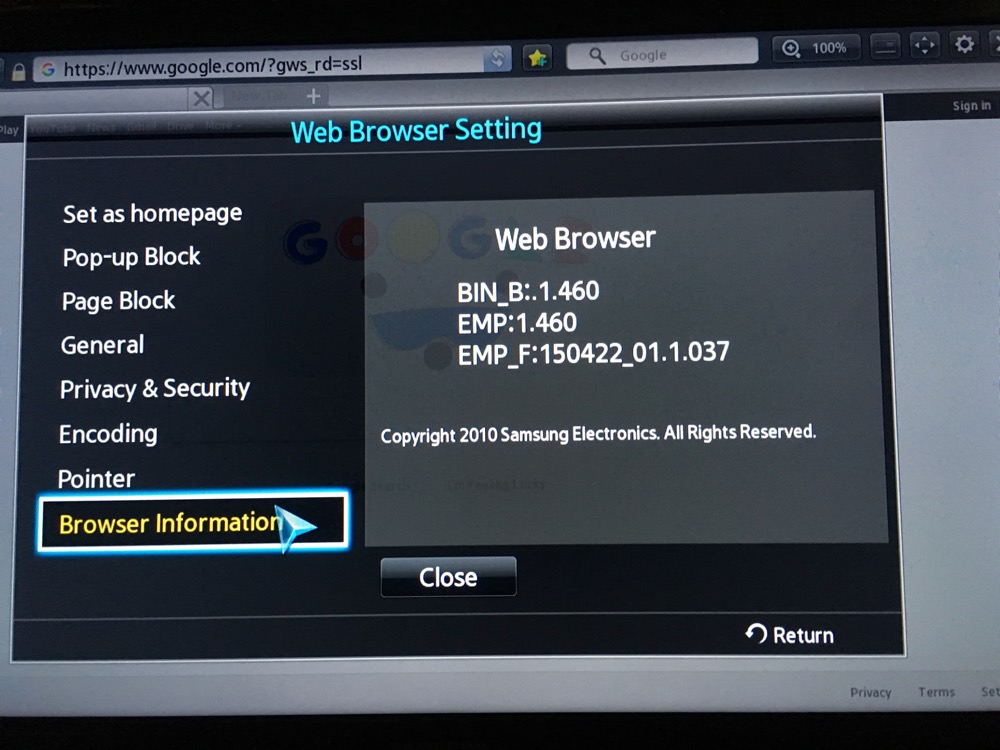 https://www.google.com/?gws_rd=ssl
Google
100%
Play
Sign in
Web Browser Setting
Set as homepage
Pop-up Block
Page Block
General
Privacy & Security
Encoding
Pointer
Browser Information
Web Browser
BIN_B:.1.460
EMP:1.460
EMP_F:150422_01.1.037
Copyright 2010 Samsung Electronics. All Rights Reserved.
Close
Return
Privacy
Terms